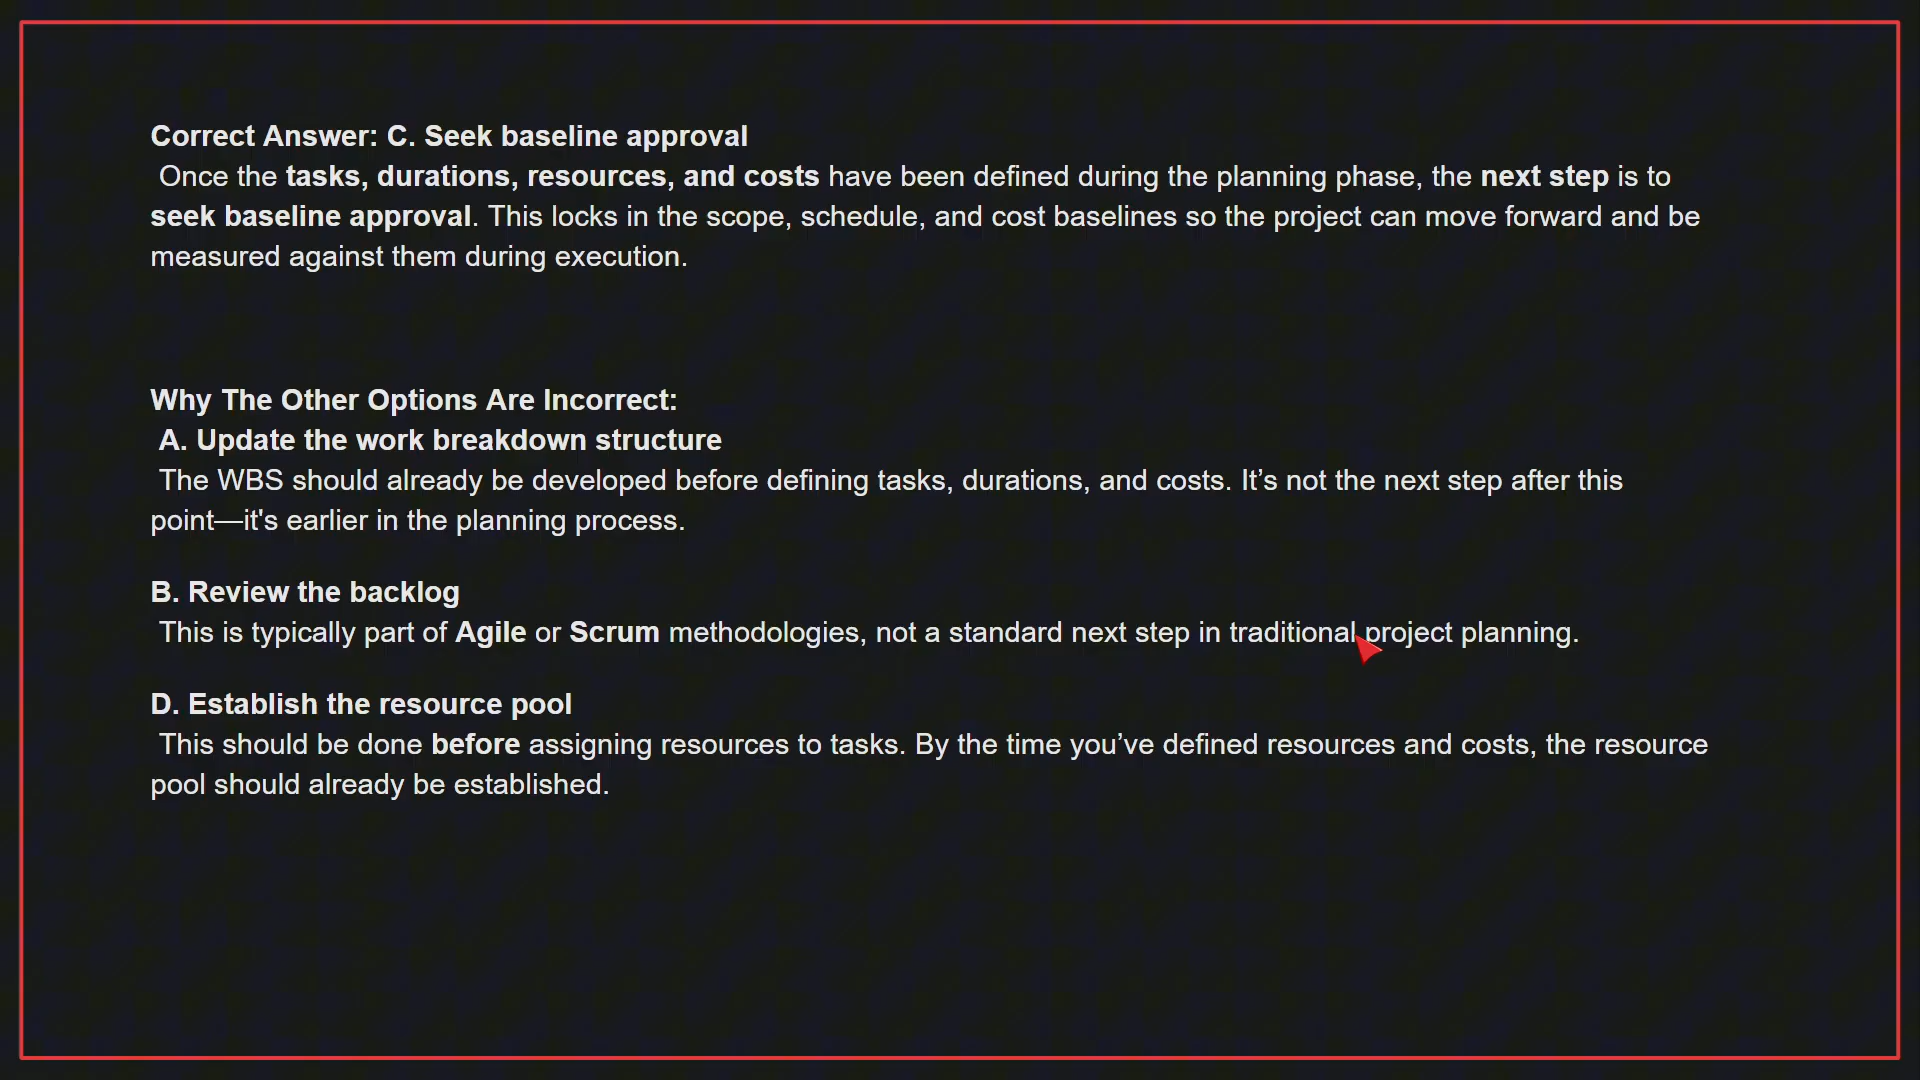 Correct Answer: C. Seek baseline approval
Once the tasks, durations, resources, and costs have been defined during the planning phase, the next step is to
seek baseline approval. This locks in the scope, schedule, and cost baselines so the project can move forward and be
measured against them during execution.
Why The Other Options Are Incorrect:
A. Update the work breakdown structure
The WBS should already be developed before defining tasks, durations, and costs. It’s not the next step after this
point—it's earlier in the planning process.
B. Review the backlog
This is typically part of Agile or Scrum methodologies, not a standard next step in traditional project planning.
D. Establish the resource pool
This should be done before assigning resources to tasks. By the time you’ve defined resources and costs, the resource
pool should already be established.